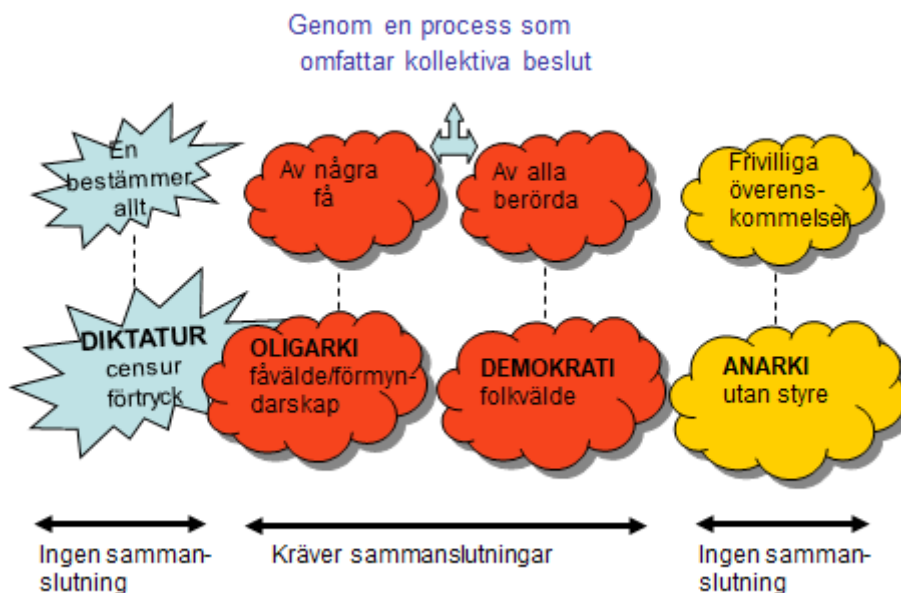 Genom en process som
omfattar kollektiva beslut
En
bestämmer
allt
Av några
få
Av alla
berörda
Frivilliga
överens-
kommelser
DIKTATUR
censur
förtryck
OLIGARKI
fåvälde/förmyn-
darskap
DEMOKRATI
folkvälde
ANARKI
utan styre
Ingen samman-
slutning
Kräver sammanslutningar
Ingen samman-
slutning